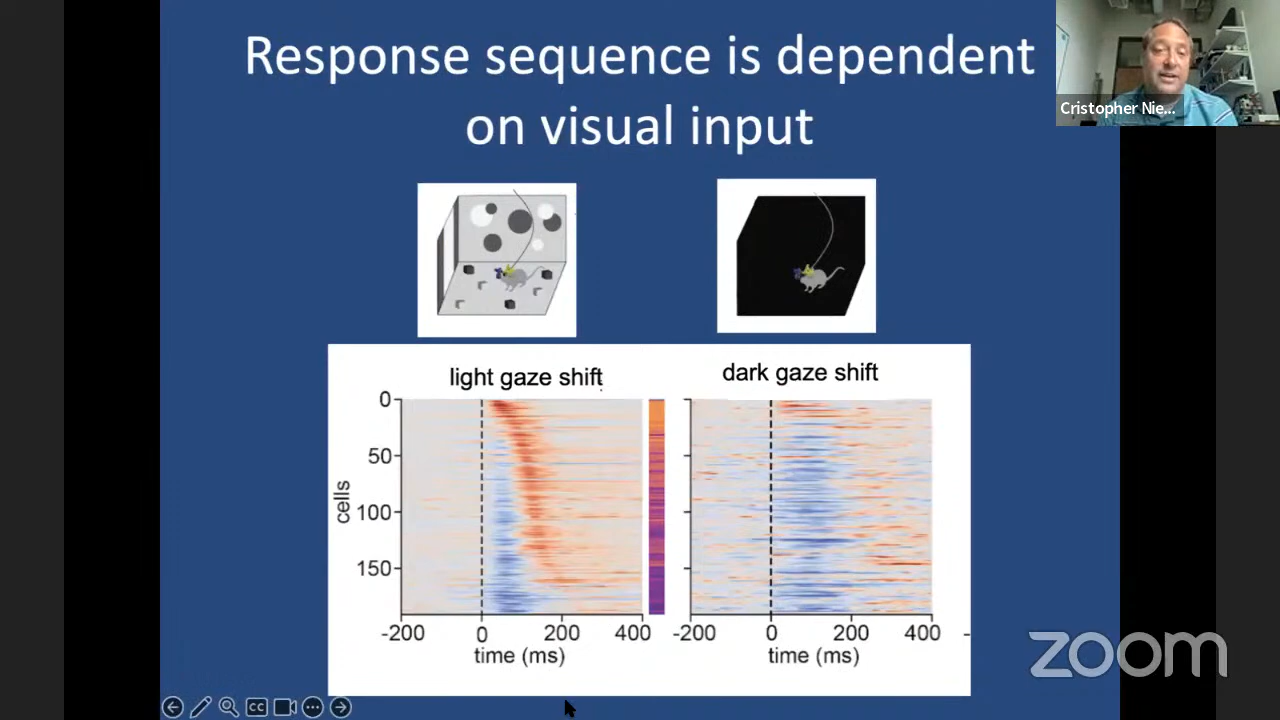 Response sequence is dependent
on visual input
Cristopher Nie...
light gaze shift
dark gaze shift
0
50
100
150
cells
-200 0 200 400
time (ms)
-200 0 200 400
time (ms)
-
CC
zoom